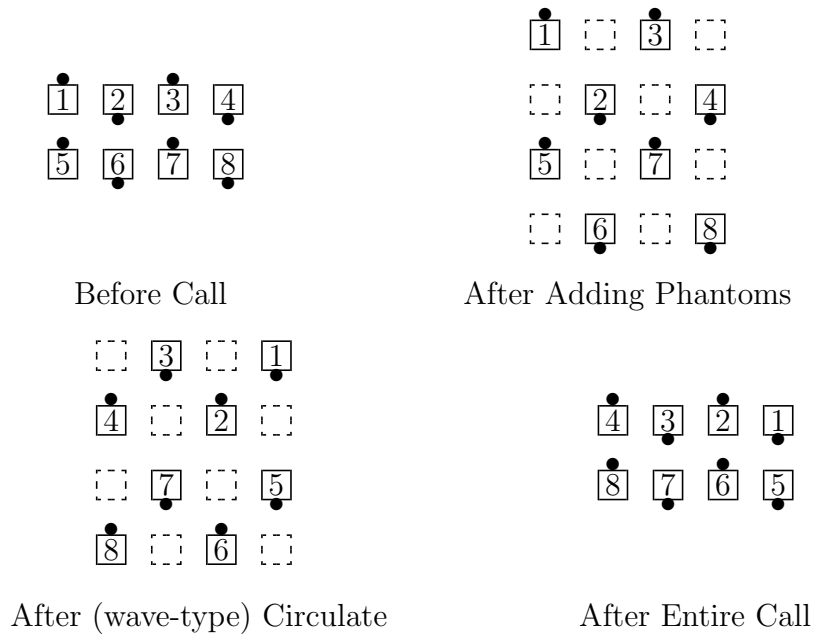 1 2 3 4
5 6 7 8
Before Call
1 3
2 4
5 7
6 8
After Adding Phantoms
3 1
4 2
7 5
8 6
After (wave-type) Circulate
4 3 2 1
8 7 6 5
After Entire Call